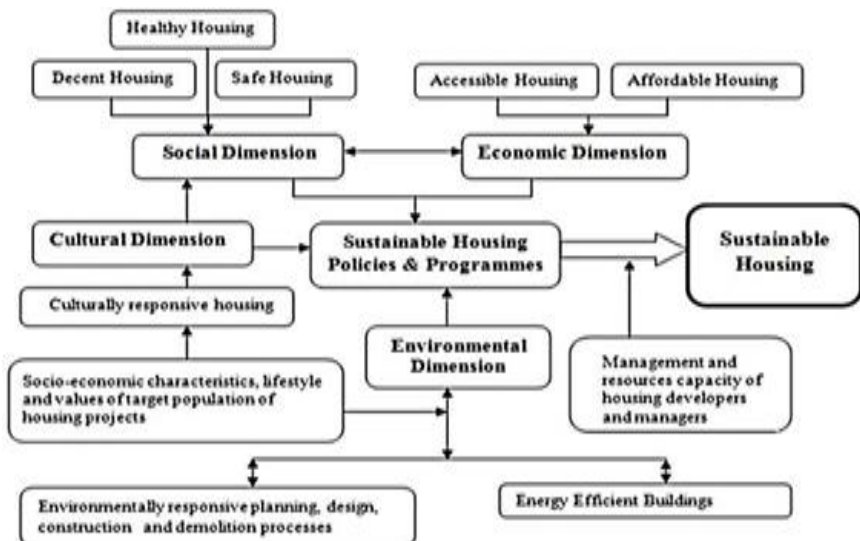 Healthy Housing
Decent Housing
Safe Housing
Accessible Housing
Affordable Housing
Social Dimension
Economic Dimension
Cultural Dimension
Sustainable Housing
Policies & Programmes
Sustainable
Housing
Culturally responsive housing
Environmental
Dimension
Management and
resources capacity of
housing developers
and managers
Socio-economic characteristics, lifestyle
and values of target population of
housing projects
Environmentally responsive planning, design,
construction and demolition processes
Energy Efficient Buildings